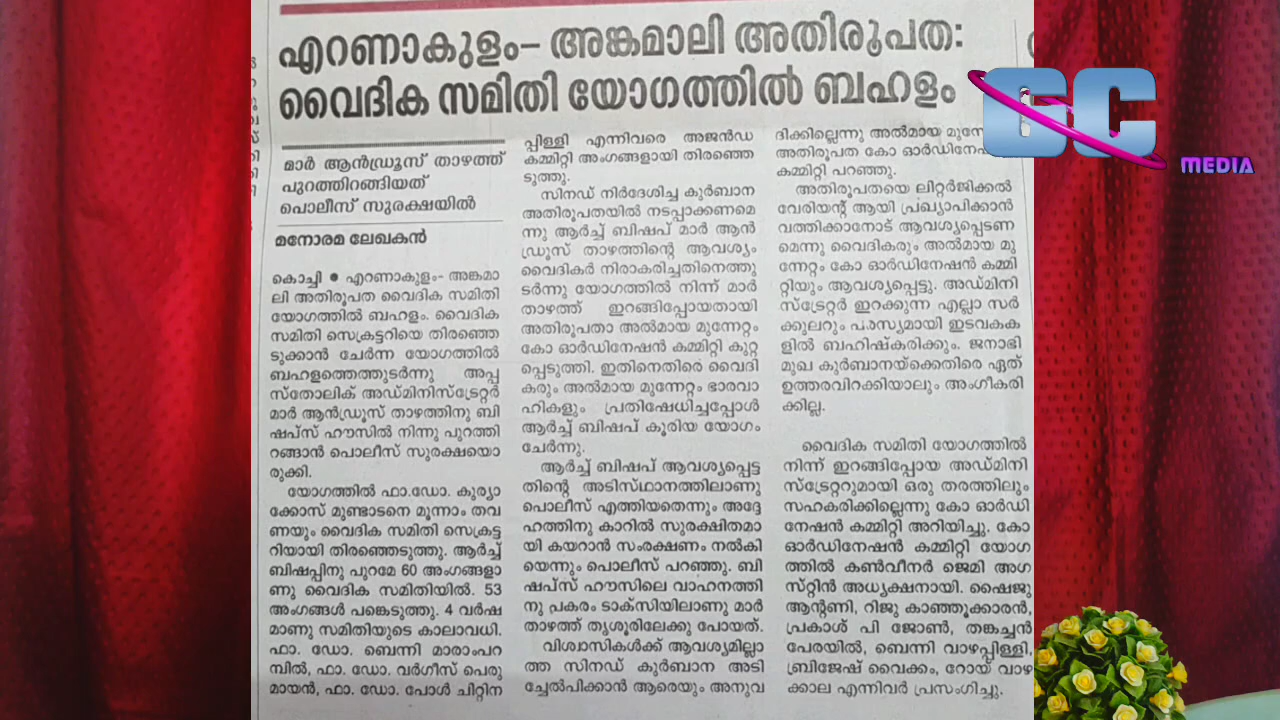 എറണാകുളം– അങ്കമാലി അതിരൂപത:
വൈദിക സമിതി യോഗത്തിൽ ബഹളം
മാർ ആൻഡ്രൂസ് താഴത്ത്
പുറത്തിറങ്ങിയത്
പൊലീസ് സുരക്ഷയിൽ
മനോരമ ലേഖകൻ
കൊച്ചി ● എറണാകുളം– അങ്കമാ
ലി അതിരൂപത വൈദിക സമിതി
യോഗത്തിൽ ബഹളം. വൈദിക
സമിതി സെക്രട്ടറിയെ തിരഞ്ഞെ
ടുക്കാൻ ചേർന്ന യോഗത്തിൽ
ബഹളത്തെത്തുടർന്നു അപ്പ
സ്തോലിക് അഡ്മിനിസ്ട്രേറ്റർ
മാർ ആൻഡ്രൂസ് താഴത്തിനു ബി
ഷപ്സ് ഹൗസിൽ നിന്നു പുറത്തി
റങ്ങാൻ പൊലീസ് സുരക്ഷയൊ
രുക്കി.
യോഗത്തിൽ ഫാ.ഡോ. കുര്യാ
ക്കോസ് മുണ്ടാടനെ മൂന്നാം തവ
ണയും വൈദിക സമിതി സെക്രട്ട
റിയായി തിരഞ്ഞെടുത്തു. ആർച്ച്
ബിഷപ്പിനു പുറമേ 60 അംഗങ്ങളാ
ണു വൈദിക സമിതിയിൽ. 53
അംഗങ്ങൾ പങ്കെടുത്തു. 4 വർഷ
മാണു സമിതിയുടെ കാലാവധി.
ഫാ. ഡോ. ബെന്നി മാരാംപറ
മ്പിൽ, ഫാ. ഡോ. വർഗീസ് പെരു
മായൻ, ഫാ. ഡോ. പോൾ ചിറ്റിന
പ്പിള്ളി എന്നിവരെ അജൻഡ
കമ്മിറ്റി അംഗങ്ങളായി തിരഞ്ഞെ
ടുത്തു.
സിനഡ് നിർദേശിച്ച കുർബാന
അതിരൂപതയിൽ നടപ്പാക്കണമെ
ന്നു ആർച്ച് ബിഷപ് മാർ ആൻ
ഡ്രൂസ് താഴത്തിന്റെ ആവശ്യം
വൈദികർ നിരാകരിച്ചതിനെത്തു
ടർന്നു യോഗത്തിൽ നിന്ന് മാർ
താഴത്ത് ഇറങ്ങിപ്പോയതായി
അതിരൂപതാ അൽമായ മുന്നേറ്റം
കോ ഓർഡിനേഷൻ കമ്മിറ്റി കുറ്റ
പ്പെടുത്തി. ഇതിനെതിരെ വൈദി
കരും അൽമായ മുന്നേറ്റം ഭാരവാ
ഹികളും പ്രതിഷേധിച്ചപ്പോൾ
ആർച്ച് ബിഷപ് കൂരിയ യോഗം
ചേർന്നു.
ആർച്ച് ബിഷപ് ആവശ്യപ്പെട്ട
തിന്റെ അടിസ്ഥാനത്തിലാണു
പൊലീസ് എത്തിയതെന്നും അദ്ദേ
ഹത്തിനു കാറിൽ സുരക്ഷിതമാ
യി കയറാൻ സംരക്ഷണം നൽകി
യെന്നും പൊലീസ് പറഞ്ഞു. ബി
ഷപ്സ് ഹൗസിലെ വാഹനത്തി
നു പകരം ടാക്സിയിലാണു മാർ
താഴത്ത് തൃശൂരിലേക്കു പോയത്.
വിശ്വാസികൾക്ക് ആവശ്യമില്ലാ
ത്ത സിനഡ് കുർബാന അടി
ച്ചേൽപിക്കാൻ ആരെയും അനുവ
ദിക്കില്ലെന്നു അൽമായ മുന്നേ
അതിരൂപത കോ ഓർഡിനേഷ
കമ്മിറ്റി പറഞ്ഞു.
അതിരൂപതയെ ലിറ്റർജിക്കൽ
വേരിയന്റ് ആയി പ്രഖ്യാപിക്കാൻ
വത്തിക്കാനോട് ആവശ്യപ്പെടണ
മെന്നു വൈദികരും അൽമായ മു
ന്നേറ്റം കോ ഓർഡിനേഷൻ കമ്മി
റ്റിയും ആവശ്യപ്പെട്ടു. അഡ്മിനി
സ്ട്രേറ്റർ ഇറക്കുന്ന എല്ലാ സർ
ക്കുലറും പരസ്യമായി ഇടവകക
ളിൽ ബഹിഷ്കരിക്കും. ജനാഭി
മുഖ കുർബാനയ്ക്കെതിരെ ഏത്
ഉത്തരവിറക്കിയാലും അംഗീകരി
ക്കില്ല.
വൈദിക സമിതി യോഗത്തിൽ
നിന്ന് ഇറങ്ങിപ്പോയ അഡ്മിനി
സ്ട്രേറ്ററുമായി ഒരു തരത്തിലും
സഹകരിക്കില്ലെന്നു കോ ഓർഡി
നേഷൻ കമ്മിറ്റി അറിയിച്ചു. കോ
ഓർഡിനേഷൻ കമ്മിറ്റി യോഗ
ത്തിൽ കൺവീനർ ജെമി അഗ
സ്റ്റിൻ അധ്യക്ഷനായി. ഷൈജു
ആന്റണി, റിജു കാഞ്ഞൂക്കാരൻ,
പ്രകാശ് പി ജോൺ, തങ്കച്ചൻ
പേരയിൽ, ബെന്നി വാഴപ്പിള്ളി,
ബ്രിജേഷ് വൈക്കം, റോയ് വാഴ
ക്കാല എന്നിവർ പ്രസംഗിച്ചു.
GC
MEDIA